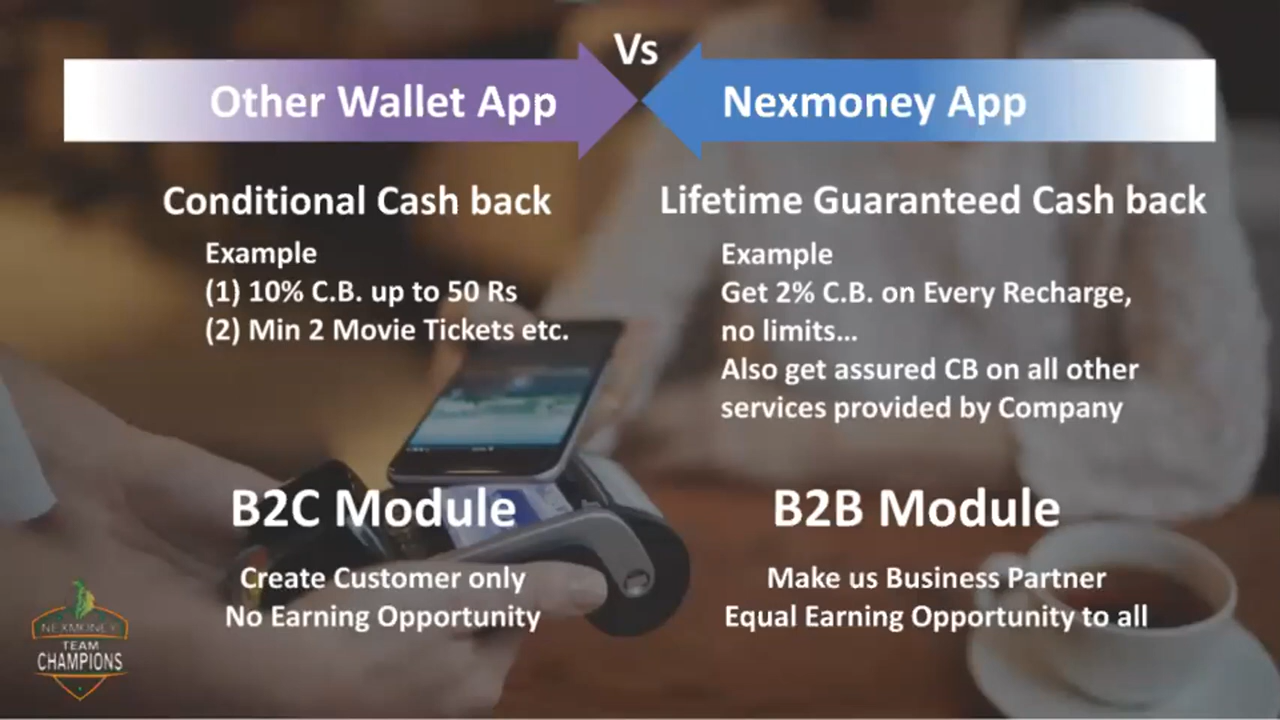 Vs
Other Wallet App
Nexmoney App
Conditional Cash back
Example
(1) 10% C.B. up to 50 Rs
(2) Min 2 Movie Tickets etc.
Lifetime Guaranteed Cash back
Example
Get 2% C.B. on Every Recharge,
no limits...
Also get assured CB on all other
services provided by Company
B2C Module
Create Customer only
No Earning Opportunity
B2B Module
Make us Business Partner
Equal Earning Opportunity to all
NEXMONEY
TEAM
CHAMPIONS